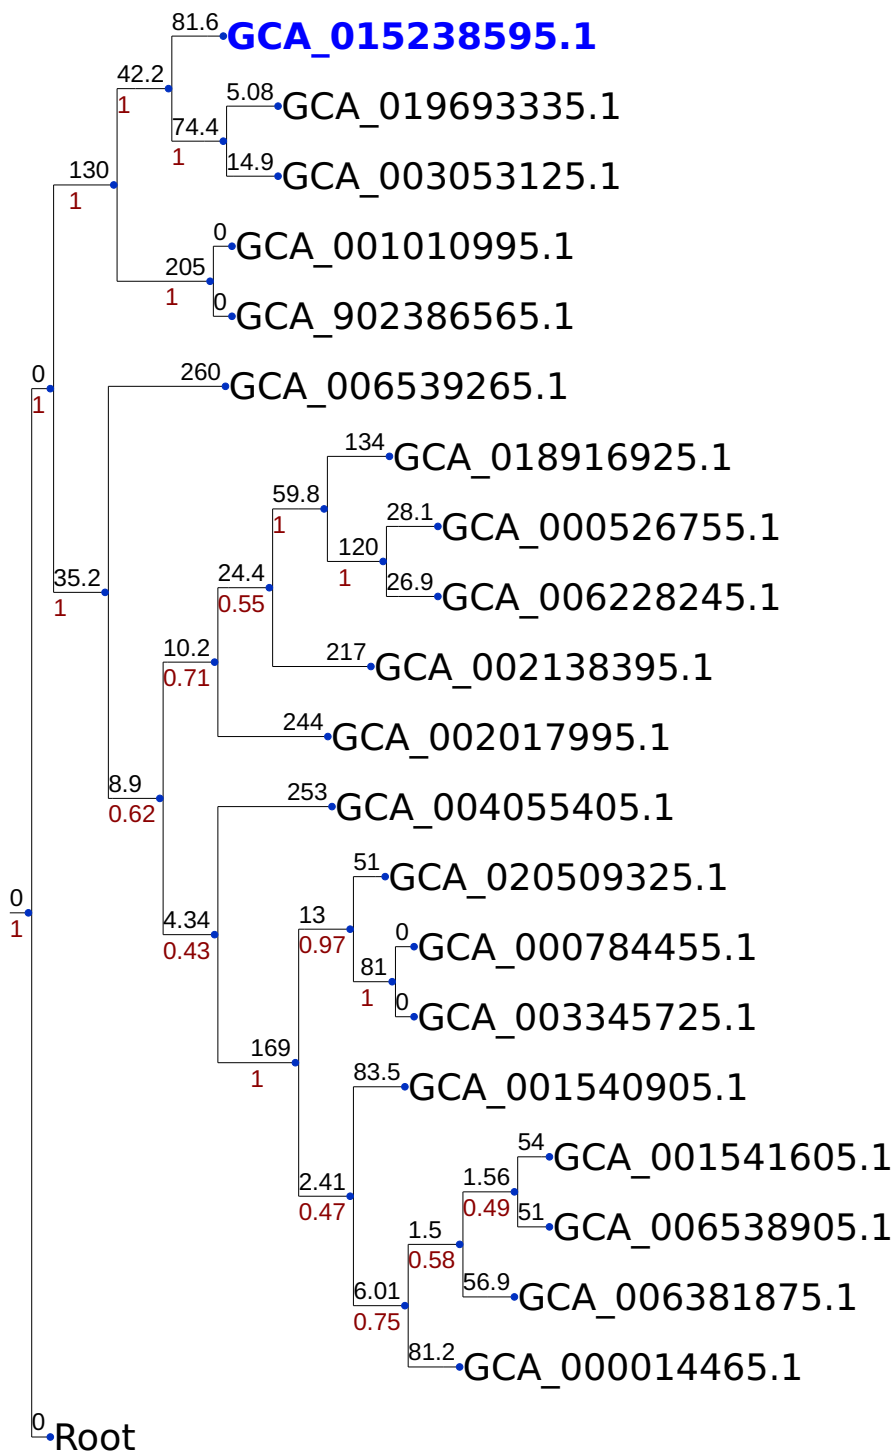 81.6 GCA_015238595.1
42.2
1
5.08 GCA_019693335.1
74.4
1
14.9 GCA_003053125.1
130
1
0 GCA_001010995.1
205
1
0 GCA_902386565.1
0
1
260 GCA_006539265.1
134 GCA_018916925.1
59.8
1
28.1 GCA_000526755.1
120
1
26.9 GCA_006228245.1
35.2
1
24.4
0.55
10.2
0.71
217 GCA_002138395.1
244 GCA_002017995.1
8.9
0.62
253 GCA_004055405.1
51 GCA_020509325.1
0
1
4.34
0.43
13
0.97
0 GCA_000784455.1
81
1
0 GCA_003345725.1
169
1
83.5 GCA_001540905.1
54 GCA_001541605.1
2.41
0.47
1.56
0.49
51 GCA_006538905.1
1.5
0.58
6.01
0.75
56.9 GCA_006381875.1
81.2 GCA_000014465.1
0 Root